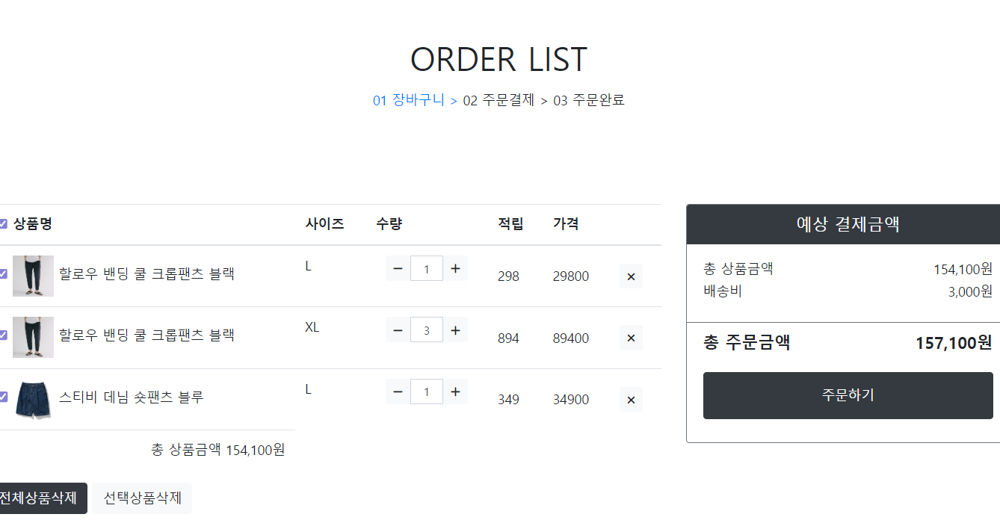 ORDER LIST
01 장바구니 > 02 주문결제 > 03 주문완료
상품명 사이즈 수량 적립 가격
할로우 밴딩 쿨 크롭팬츠 블랙 L − 1 + 298 29800 ×
할로우 밴딩 쿨 크롭팬츠 블랙 XL − 3 + 894 89400 ×
스티비 데님 숏팬츠 블루 L − 1 + 349 34900 ×
총 상품금액 154,100원
전체상품삭제 선택상품삭제
예상 결제금액
총 상품금액 154,100원
배송비 3,000원
총 주문금액 157,100원
주문하기